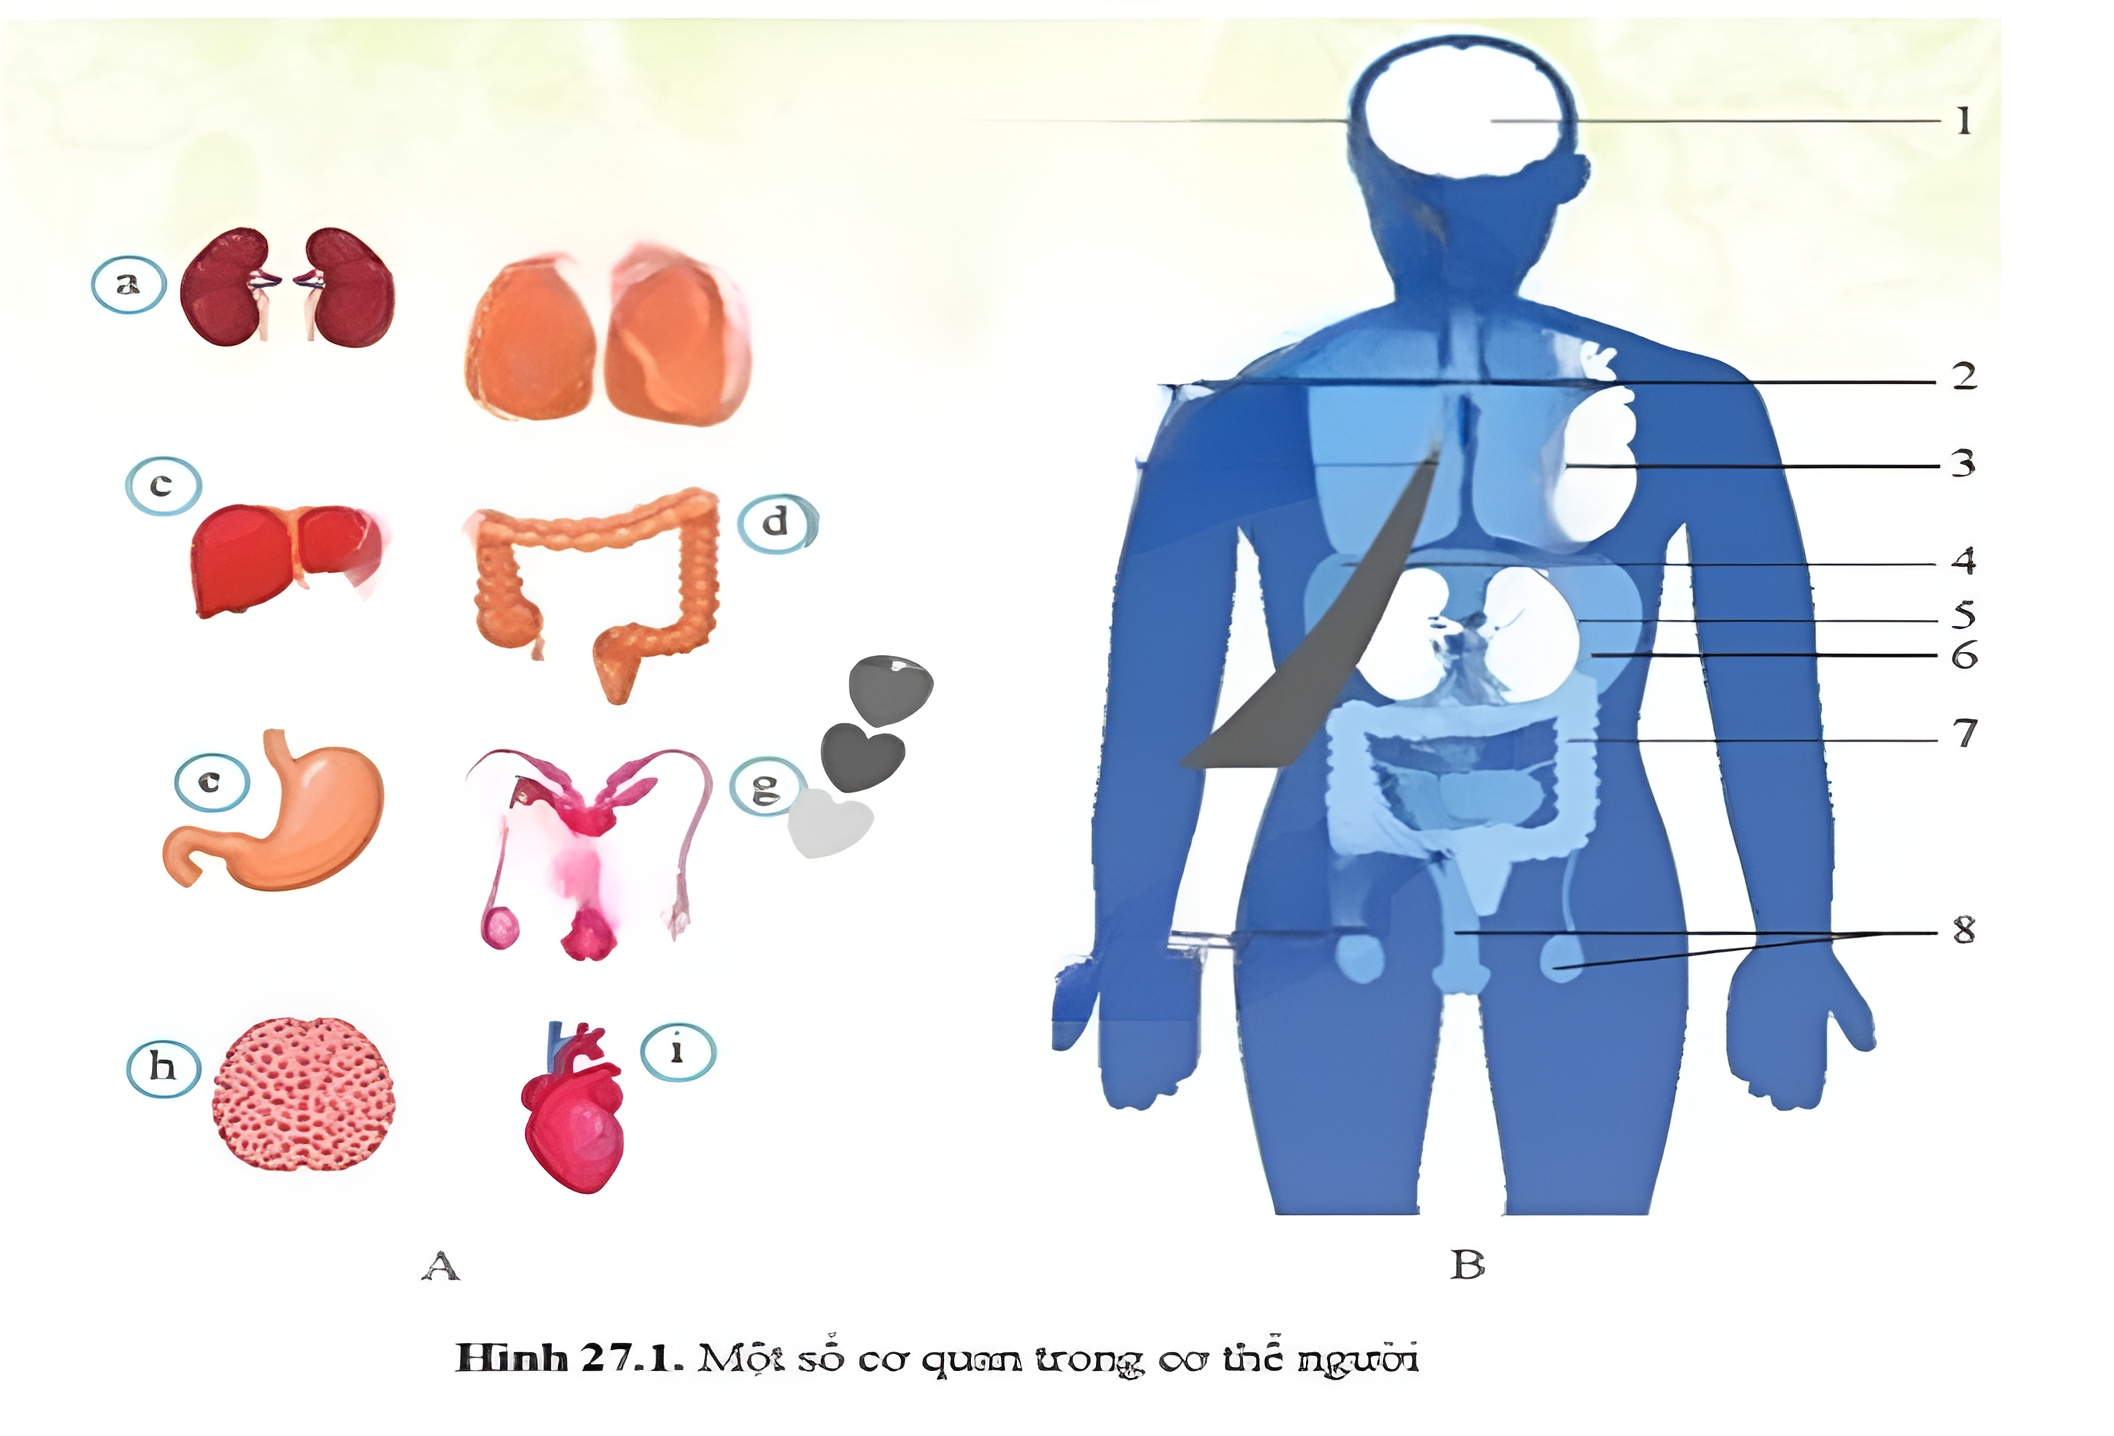 a
c
d
e
g
h
i
1
2
3
4
5
6
7
8
A
B
Hình 27.1. Một số cơ quan trong cơ thể người